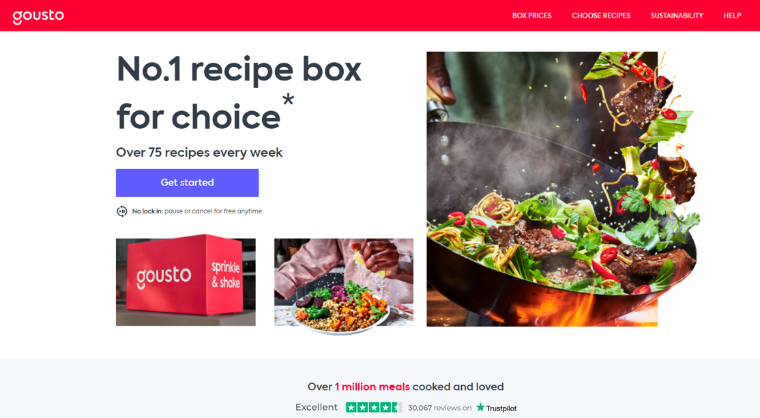 gousto
BOX PRICES
CHOOSE RECIPES
SUSTAINABILITY
HELP
No.1 recipe box
for choice*
Over 75 recipes every week
Get started
No lock in: pause or cancel for free anytime
gousto
sprinkle
& shake
Over 1 million meals cooked and loved
Excellent
30,067 reviews on
Trustpilot